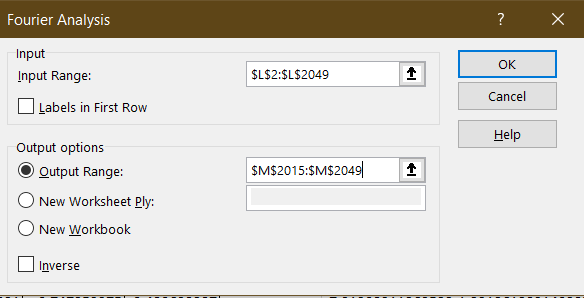 Fourier Analysis ? ×
Input
Input Range: $L$2:$L$2049
Labels in First Row
Output options
Output Range: $M$2015:$M$2049
New Worksheet Ply:
New Workbook
Inverse
OK
Cancel
Help